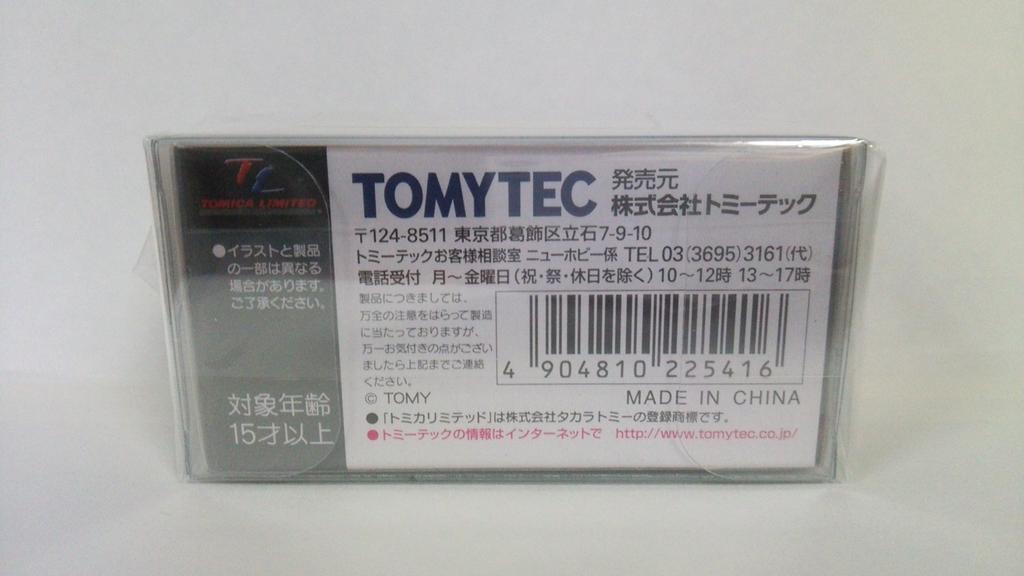 TL
TOMICA LIMITED
●イラストと製品
の一部は異なる
場合があります。
ご了承ください。
対象年齢
15才以上
TOMYTEC 発売元
株式会社トミーテック
〒124-8511 東京都葛飾区立石7-9-10
トミーテックお客様相談室 ニューホビー係 TEL 03(3695)3161(代)
電話受付 月〜金曜日(祝・祭・休日を除く)10〜12時 13〜17時
製品につきましては、
万全の注意をはらって製造
に当たっておりますが、
万一お気付きの点がござい
ましたら上記までご連絡
ください。
4 904810 225416
© TOMY MADE IN CHINA
●「トミカリミテッド」は株式会社タカラトミーの登録商標です。
●トミーテックの情報はインターネットで http://www.tomytec.co.jp/